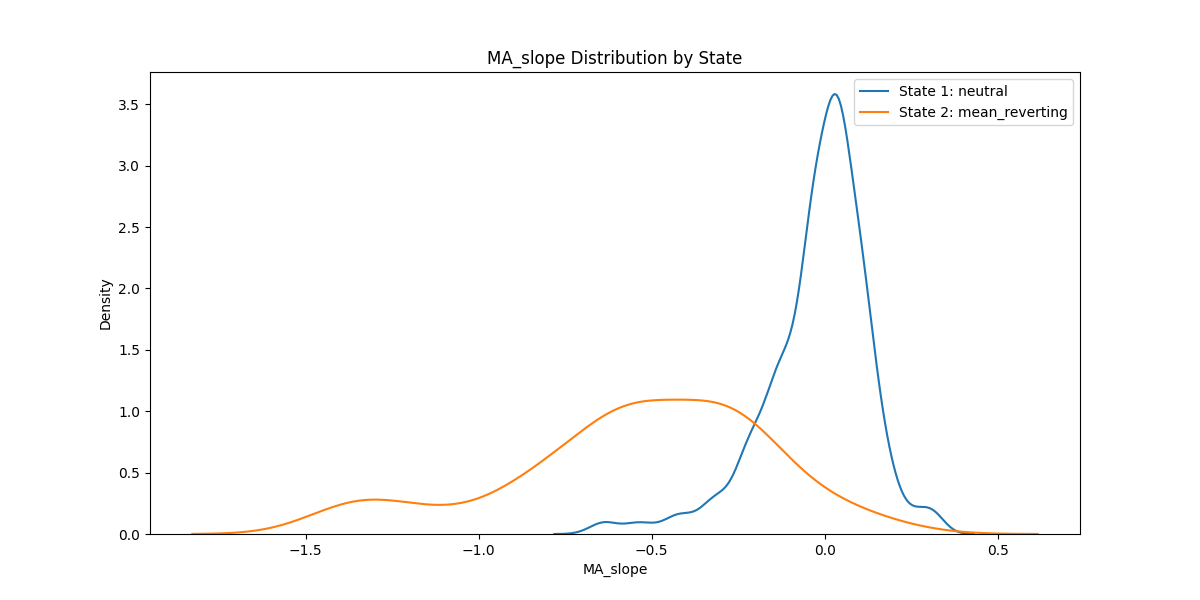 MA_slope Distribution by State
State 1: neutral
State 2: mean_reverting
Density
3.5
3.0
2.5
2.0
1.5
1.0
0.5
0.0
−1.5
−1.0
−0.5
0.0
0.5
MA_slope